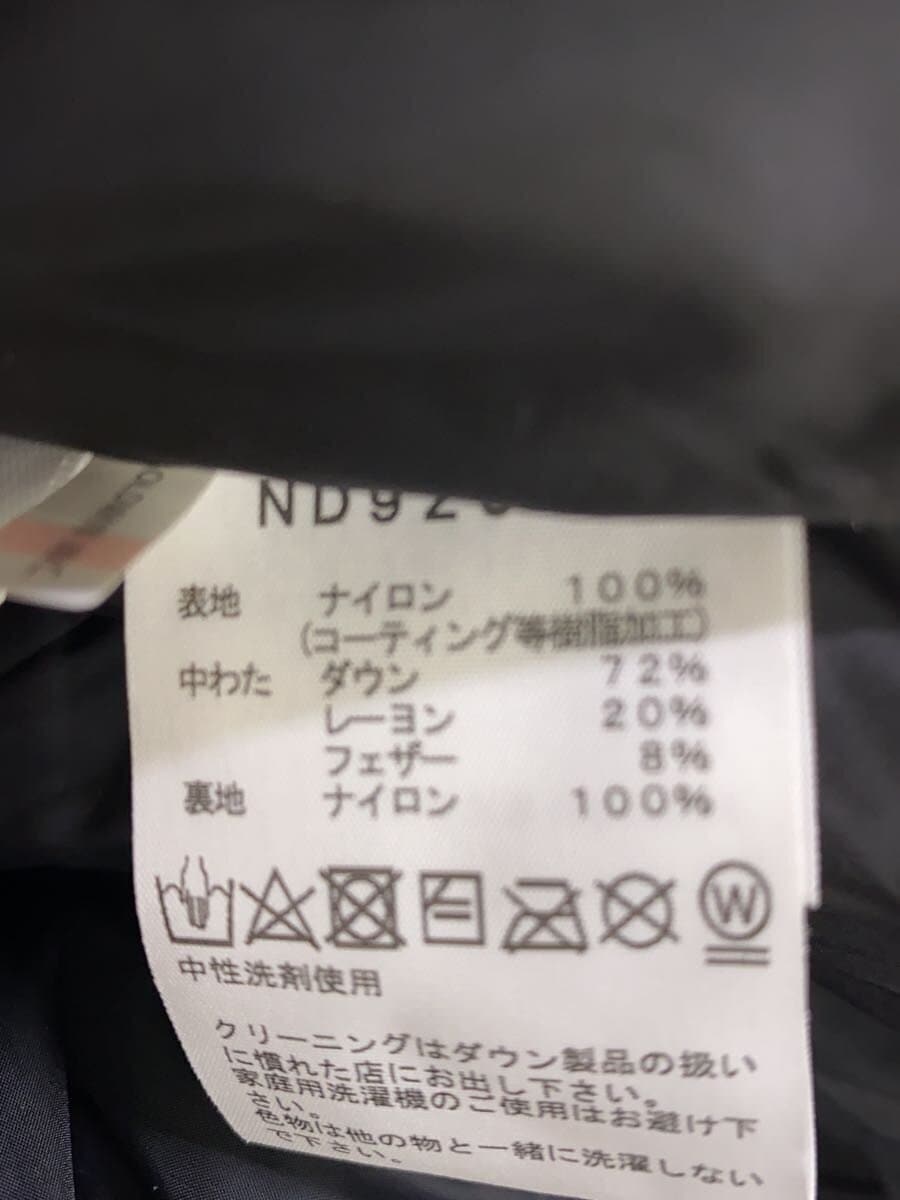 ND92
表地 ナイロン 100%
(コーティング等樹脂加工)
中わた ダウン 72%
レーヨン 20%
フェザー 8%
裏地 ナイロン 100%
W
中性洗剤使用
クリーニングはダウン製品の扱い
に慣れた店にお出し下さい。
家庭用洗濯機のご使用はお避け下
さい。
色物は他の物と一緒に洗濯しない
で下さい。